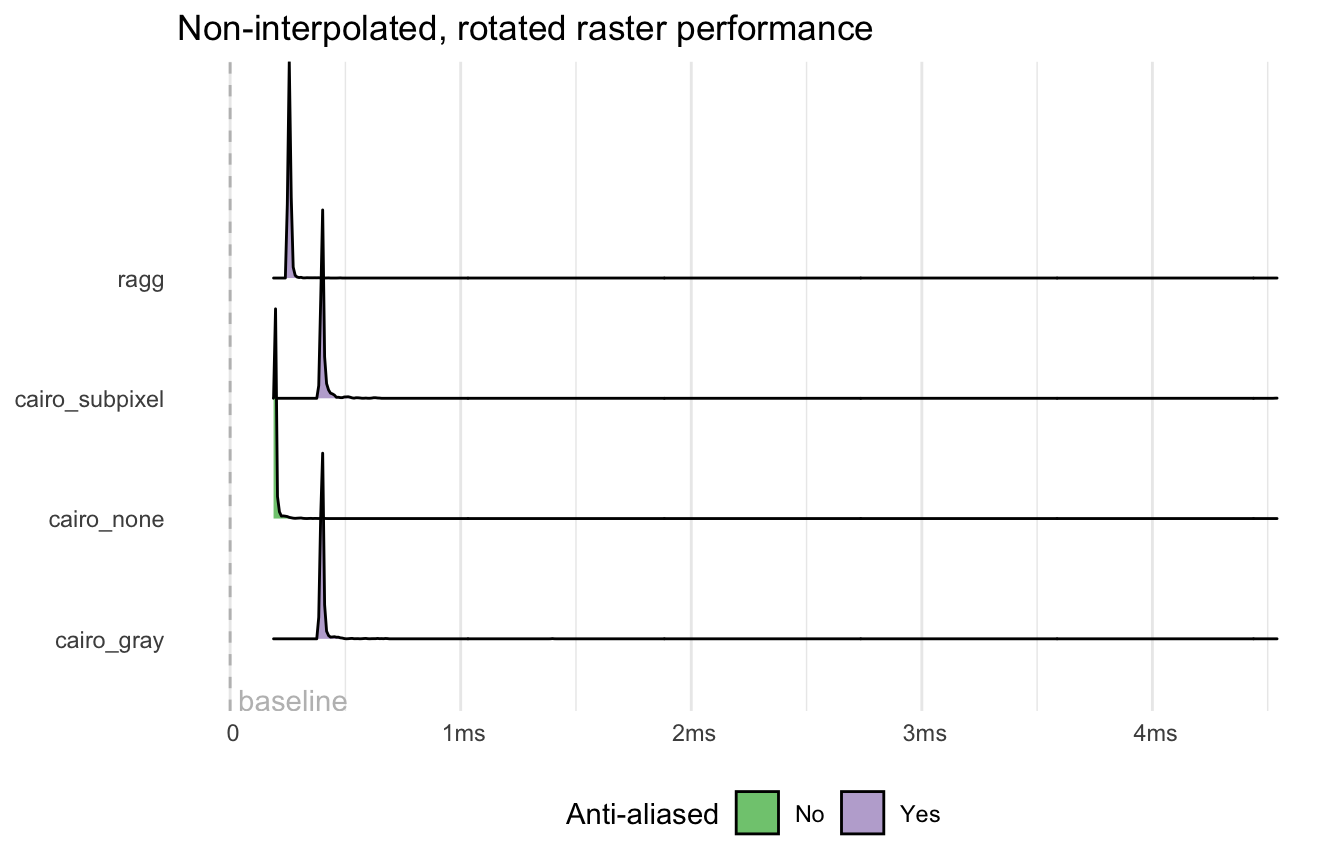 Non-interpolated, rotated raster performance
ragg
cairo_subpixel
cairo_none
cairo_gray
baseline
0 1ms 2ms 3ms 4ms
Anti-aliased No Yes